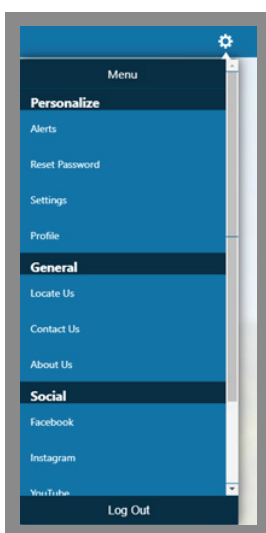 Menu
Personalize
Alerts
Reset Password
Settings
Profile
General
Locate Us
Contact Us
About Us
Social
Facebook
Instagram
YouTube
Log Out